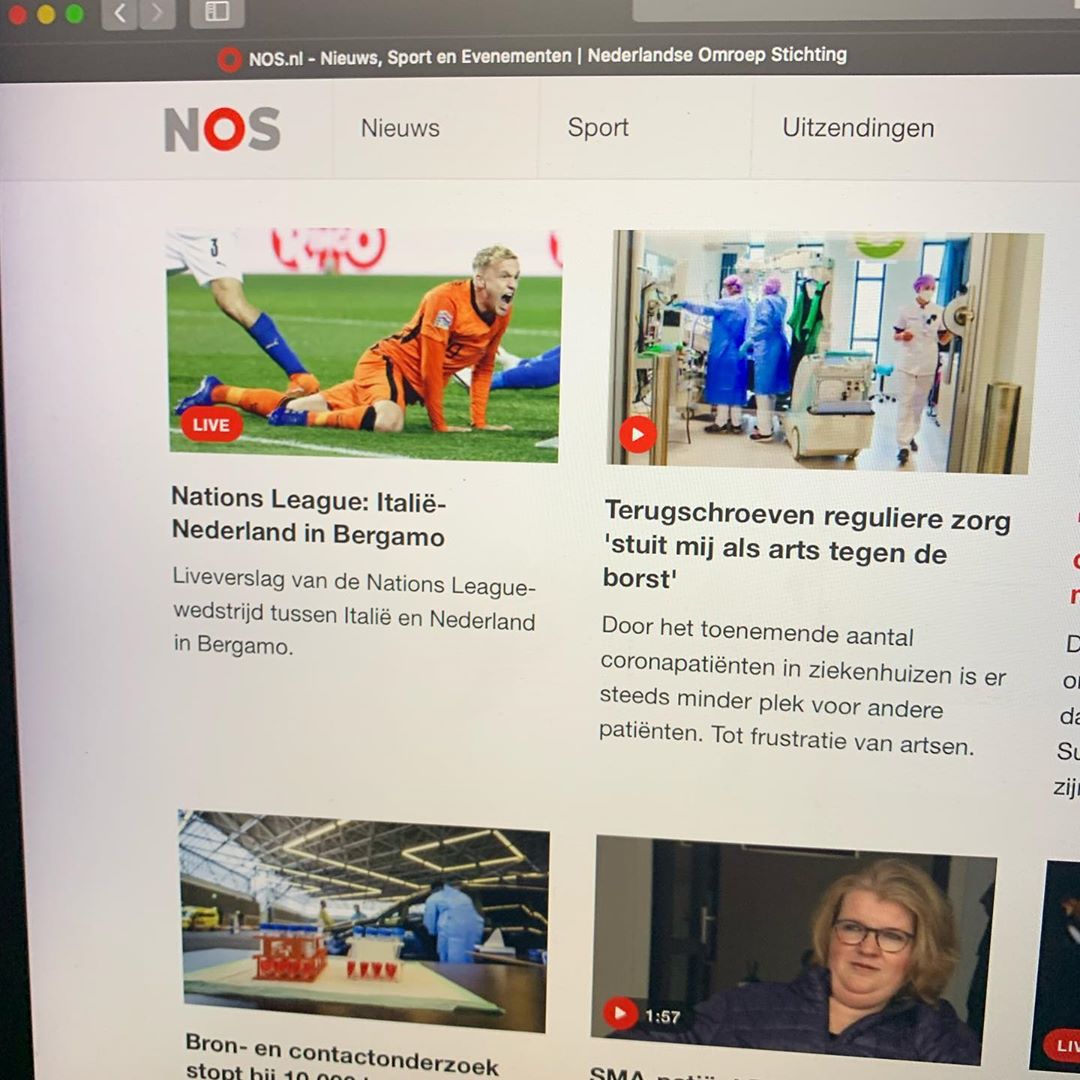 NOS.nl - Nieuws, Sport en Evenementen | Nederlandse Omroep Stichting
NOS
Nieuws
Sport
Uitzendingen
3
LIVE
Nations League: Italië-
Nederland in Bergamo
Liveverslag van de Nations League-
wedstrijd tussen Italië en Nederland
in Bergamo.
Terugschroeven reguliere zorg
'stuit mij als arts tegen de
borst'
Door het toenemende aantal
coronapatiënten in ziekenhuizen is er
steeds minder plek voor andere
patiënten. Tot frustratie van artsen.
Bron- en contactonderzoek
stopt bij 10.000
1:57
SMA